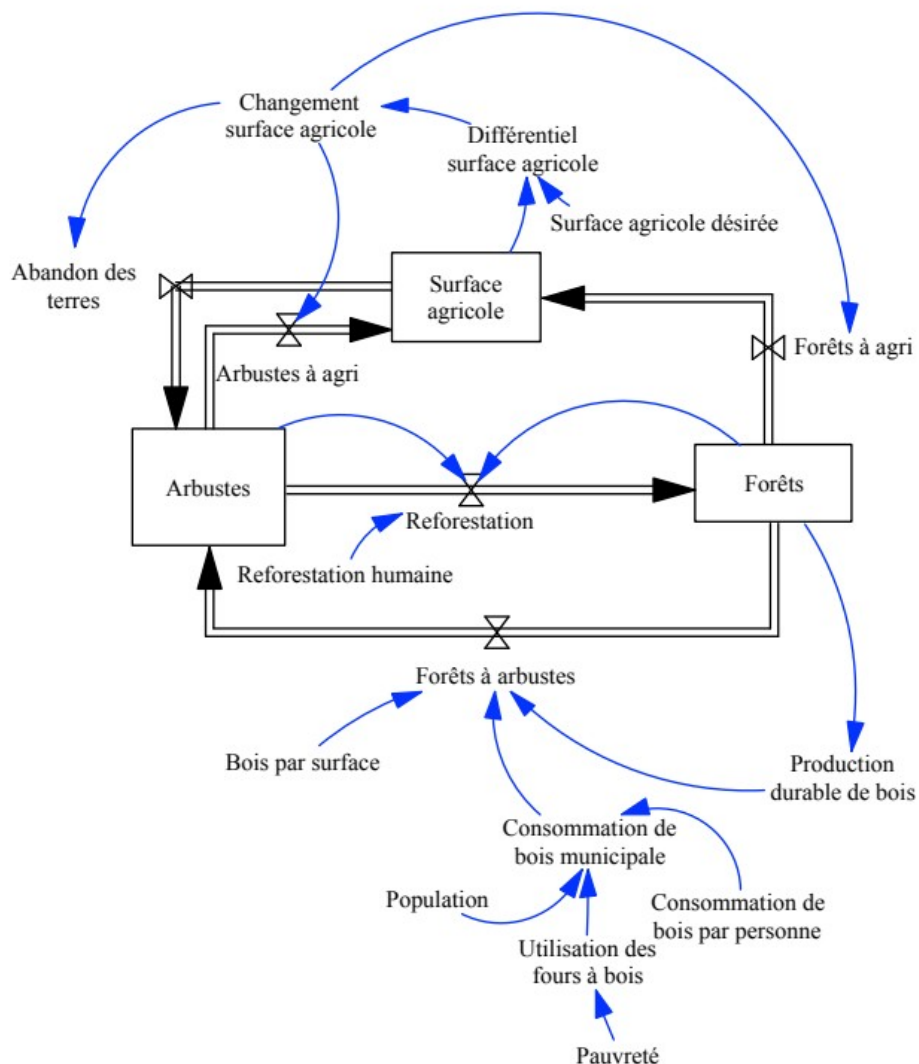 Changement
surface agricole
Différentiel
surface agricole
Surface agricole désirée
Abandon des
terres
Surface
agricole
Forêts à agri
Arbustes à agri
Arbustes
Forêts
Reforestation
Reforestation humaine
Forêts à arbustes
Bois par surface
Production
durable de bois
Consommation de
bois municipale
Population
Consommation de
bois par personne
Utilisation des
fours à bois
Pauvreté